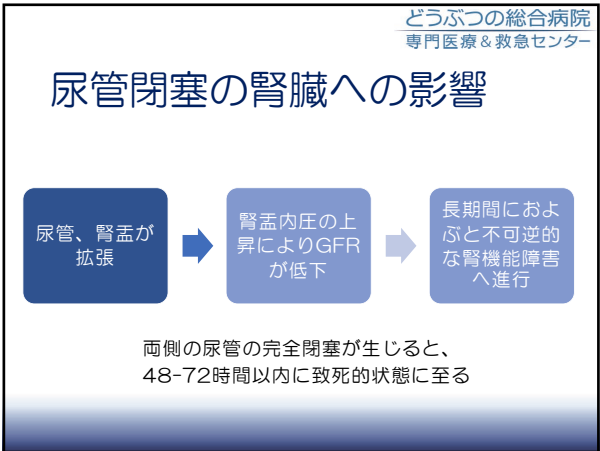 どうぶつの総合病院
専門医療&救急センター
尿管閉塞の腎臓への影響
尿管、腎盂が
拡張
腎盂内圧の上
昇によりGFR
が低下
長期間におよ
ぶと不可逆的
な腎機能障害
へ進行
両側の尿管の完全閉塞が生じると、
48-72時間以内に致死的状態に至る